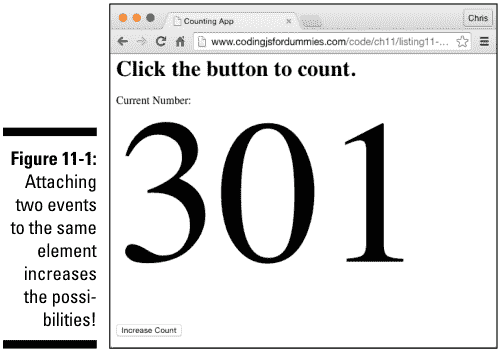 Counting App
Chris
www.codingjsfordummies.com/code/ch11/listing11-...
Click the button to count.
Current Number:
301
Increase Count
Figure 11-1:
Attaching
two events
to the same
element
increases
the possi-
bilities!